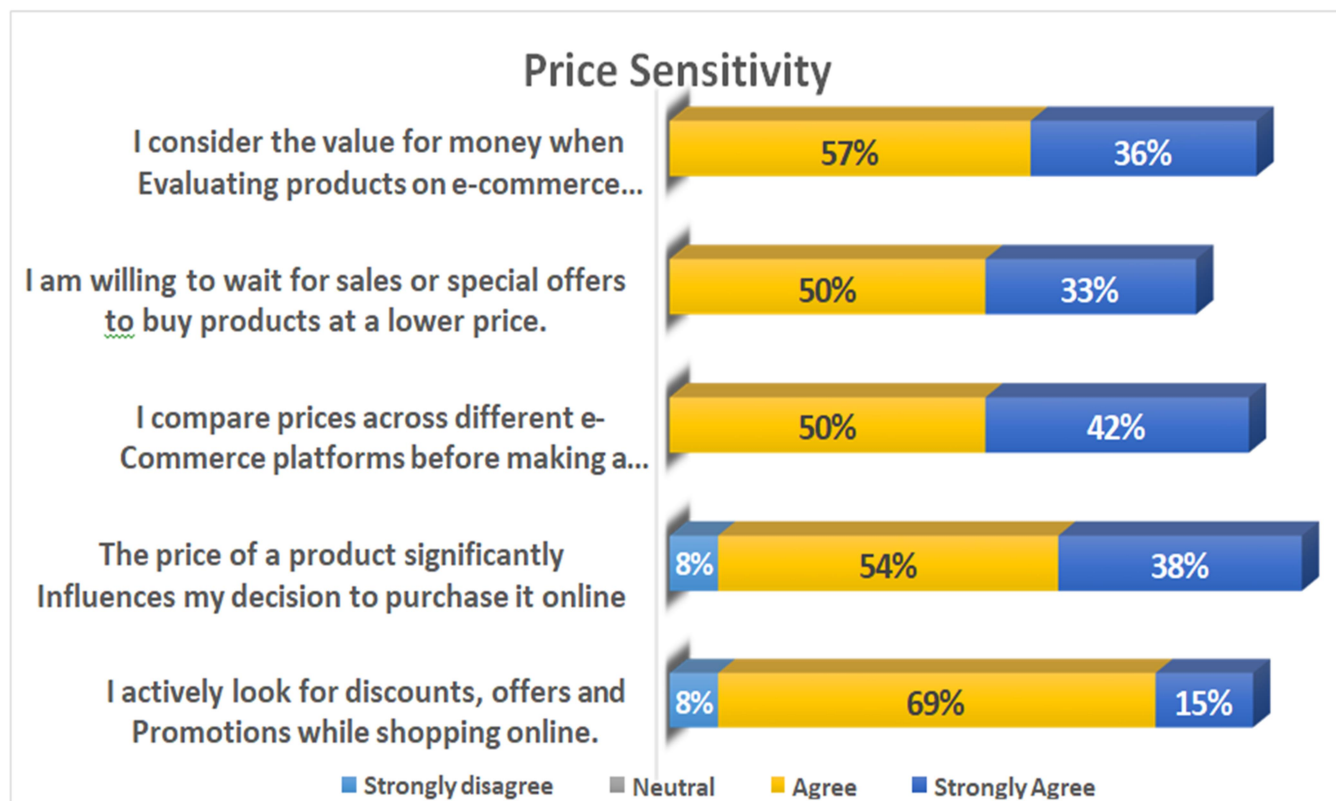 Price Sensitivity
I consider the value for money when
Evaluating products on e-commerce...
57%
36%
I am willing to wait for sales or special offers
to buy products at a lower price.
50%
33%
I compare prices across different e-
Commerce platforms before making a...
50%
42%
The price of a product significantly
Influences my decision to purchase it online
8%
54%
38%
I actively look for discounts, offers and
Promotions while shopping online.
8%
69%
15%
Strongly disagree
Neutral
Agree
Strongly Agree